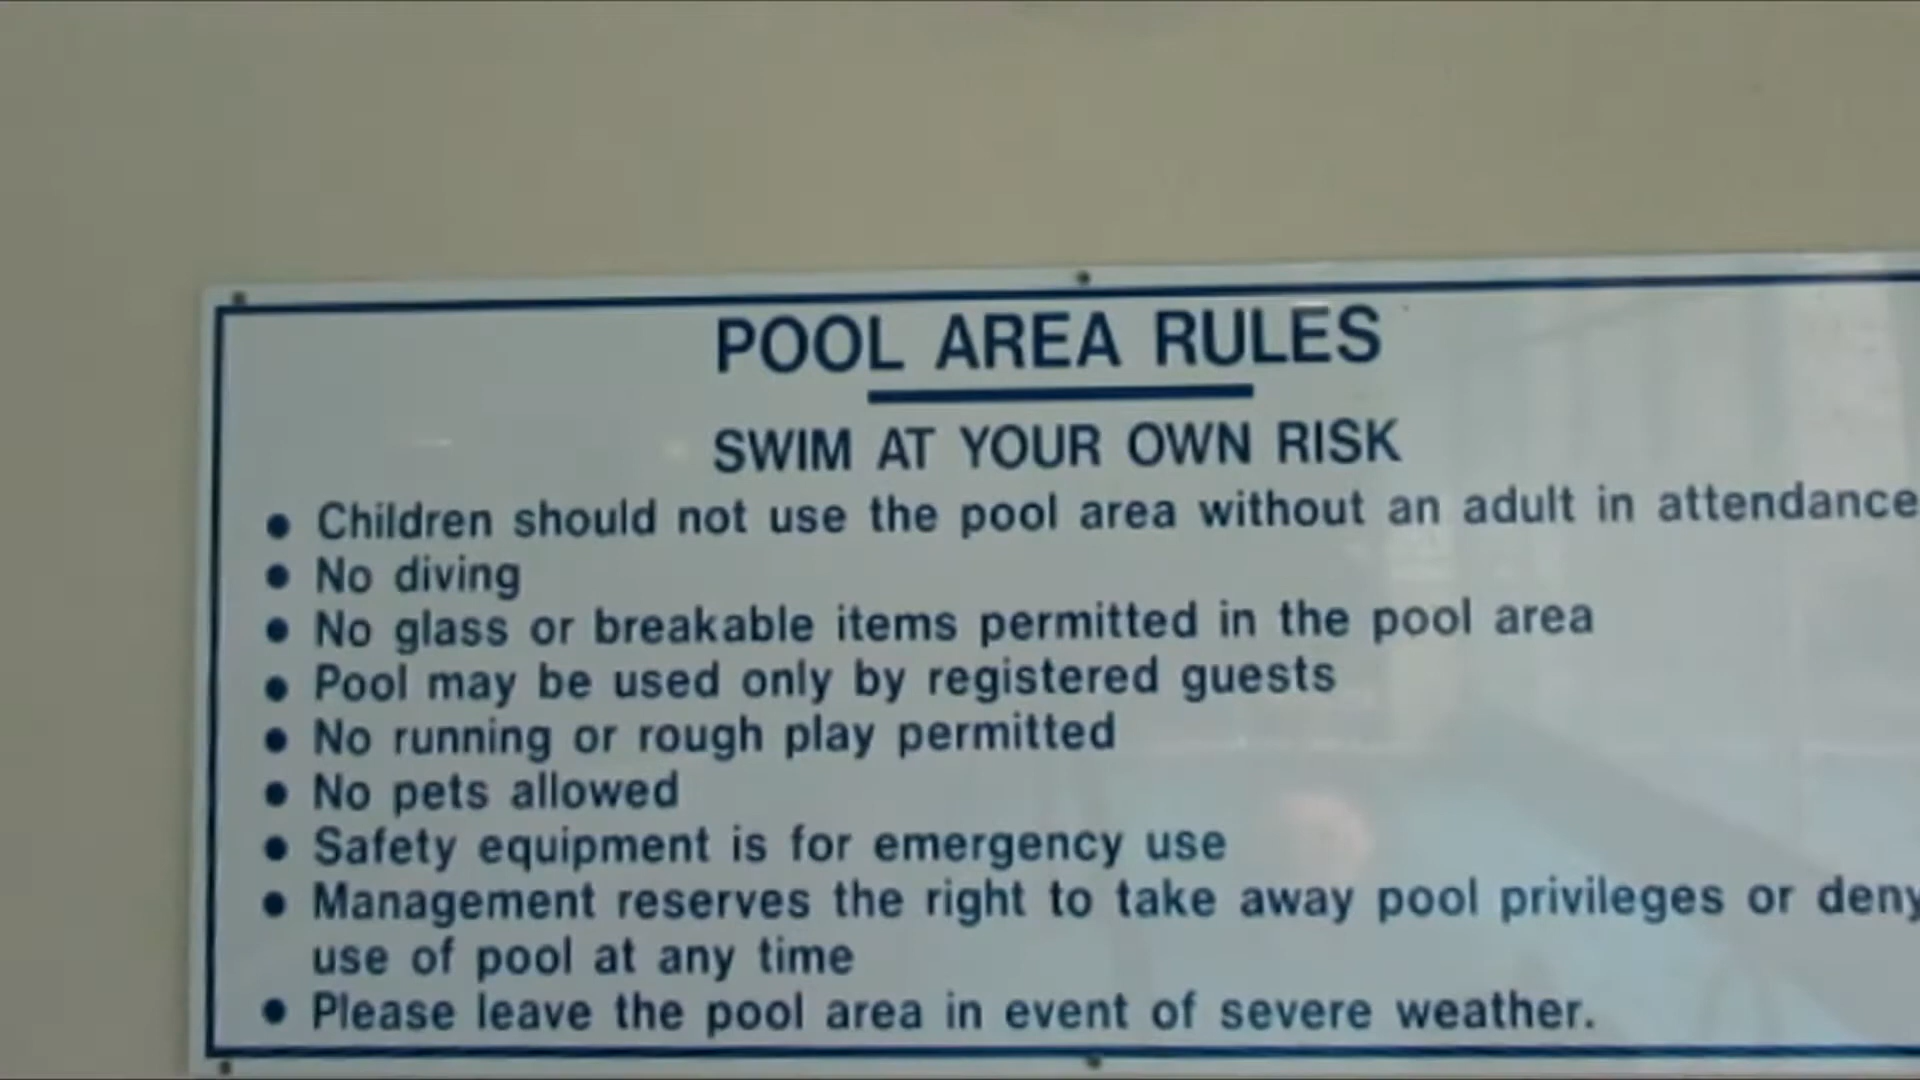 POOL AREA RULES
SWIM AT YOUR OWN RISK
• Children should not use the pool area without an adult in attendance
• No diving
• No glass or breakable items permitted in the pool area
• Pool may be used only by registered guests
• No running or rough play permitted
• No pets allowed
• Safety equipment is for emergency use
• Management reserves the right to take away pool privileges or deny
use of pool at any time
• Please leave the pool area in event of severe weather.